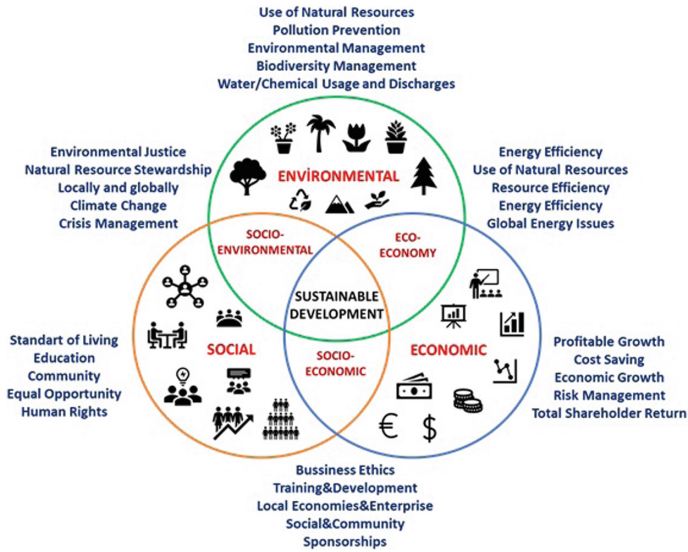 Use of Natural Resources
Pollution Prevention
Environmental Management
Biodiversity Management
Water/Chemical Usage and Discharges
Environmental Justice
Natural Resource Stewardship
Locally and globally
Climate Change
Crisis Management
Energy Efficiency
Use of Natural Resources
Resource Efficiency
Energy Efficiency
Global Energy Issues
ENVİRONMENTAL
SOCIO-
ENVIRONMENTAL
ECO-
ECONOMY
SUSTAINABLE
DEVELOPMENT
SOCIAL
SOCIO-
ECONOMIC
ECONOMIC
€
$
Standart of Living
Education
Community
Equal Opportunity
Human Rights
Profitable Growth
Cost Saving
Economic Growth
Risk Management
Total Shareholder Return
Bussiness Ethics
Training&Development
Local Economies&Enterprise
Social&Community
Sponsorships